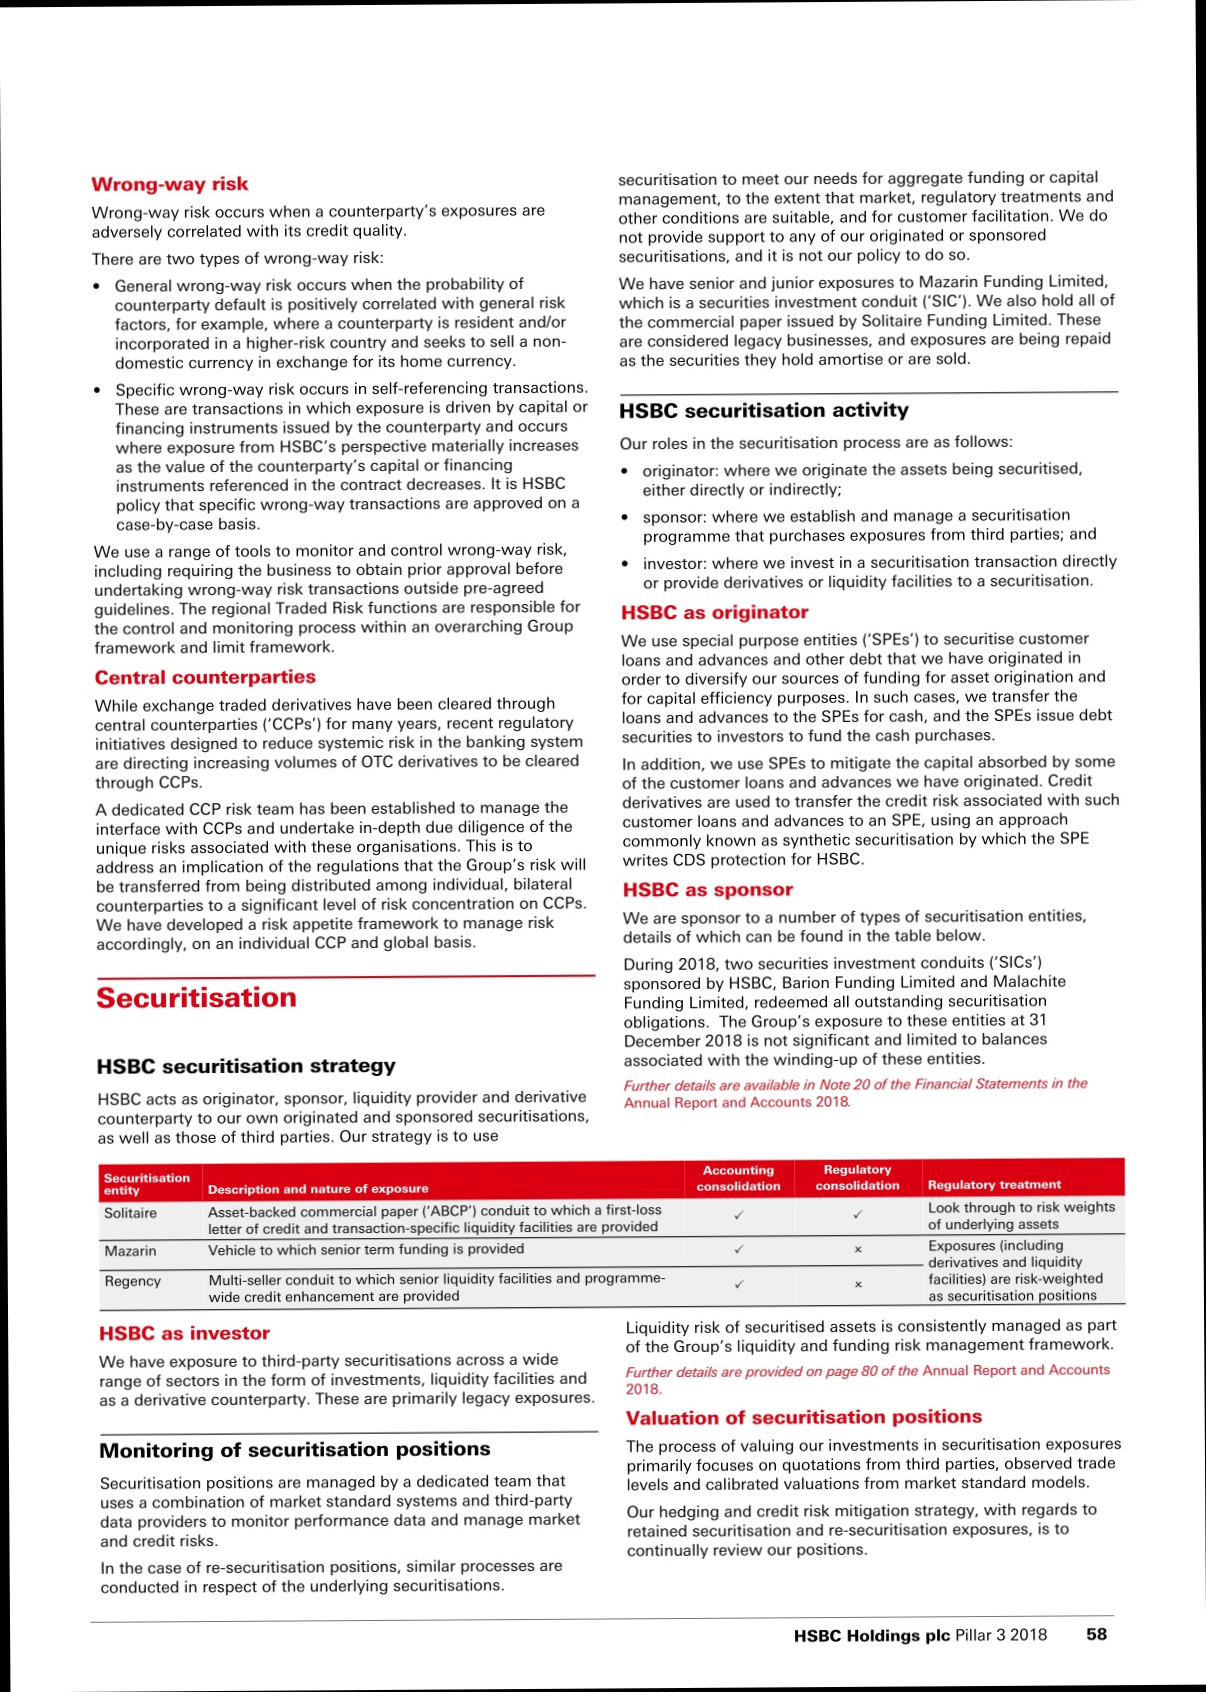 Wrong-way risk
Wrong-way risk occurs when a counterparty's exposures are
adversely correlated with its credit quality.
There are two types of wrong-way risk:
• General wrong-way risk occurs when the probability of
counterparty default is positively correlated with general risk
factors, for example, where a counterparty is resident and/or
incorporated in a higher-risk country and seeks to sell a non-
domestic currency in exchange for its home currency.
• Specific wrong-way risk occurs in self-referencing transactions.
These are transactions in which exposure is driven by capital or
financing instruments issued by the counterparty and occurs
where exposure from HSBC's perspective materially increases
as the value of the counterparty's capital or financing
instruments referenced in the contract decreases. It is HSBC
policy that specific wrong-way transactions are approved on a
case-by-case basis.
We use a range of tools to monitor and control wrong-way risk,
including requiring the business to obtain prior approval before
undertaking wrong-way risk transactions outside pre-agreed
guidelines. The regional Traded Risk functions are responsible for
the control and monitoring process within an overarching Group
framework and limit framework.
Central counterparties
While exchange traded derivatives have been cleared through
central counterparties ('CCPs') for many years, recent regulatory
initiatives designed to reduce systemic risk in the banking system
are directing increasing volumes of OTC derivatives to be cleared
through CCPs.
A dedicated CCP risk team has been established to manage the
interface with CCPs and undertake in-depth due diligence of the
unique risks associated with these organisations. This is to
address an implication of the regulations that the Group's risk will
be transferred from being distributed among individual, bilateral
counterparties to a significant level of risk concentration on CCPs.
We have developed a risk appetite framework to manage risk
accordingly, on an individual CCP and global basis.
Securitisation
HSBC securitisation strategy
HSBC acts as originator, sponsor, liquidity provider and derivative
counterparty to our own originated and sponsored securitisations,
as well as those of third parties. Our strategy is to use
securitisation to meet our needs for aggregate funding or capital
management, to the extent that market, regulatory treatments and
other conditions are suitable, and for customer facilitation. We do
not provide support to any of our originated or sponsored
securitisations, and it is not our policy to do so.
We have senior and junior exposures to Mazarin Funding Limited,
which is a securities investment conduit ('SIC'). We also hold all of
the commercial paper issued by Solitaire Funding Limited. These
are considered legacy businesses, and exposures are being repaid
as the securities they hold amortise or are sold.
HSBC securitisation activity
Our roles in the securitisation process are as follows:
• originator: where we originate the assets being securitised,
either directly or indirectly;
• sponsor: where we establish and manage a securitisation
programme that purchases exposures from third parties; and
• investor: where we invest in a securitisation transaction directly
or provide derivatives or liquidity facilities to a securitisation.
HSBC as originator
We use special purpose entities ('SPEs') to securitise customer
loans and advances and other debt that we have originated in
order to diversify our sources of funding for asset origination and
for capital efficiency purposes. In such cases, we transfer the
loans and advances to the SPEs for cash, and the SPEs issue debt
securities to investors to fund the cash purchases.
In addition, we use SPEs to mitigate the capital absorbed by some
of the customer loans and advances we have originated. Credit
derivatives are used to transfer the credit risk associated with such
customer loans and advances to an SPE, using an approach
commonly known as synthetic securitisation by which the SPE
writes CDS protection for HSBC.
HSBC as sponsor
We are sponsor to a number of types of securitisation entities,
details of which can be found in the table below.
During 2018, two securities investment conduits ('SICs')
sponsored by HSBC, Barion Funding Limited and Malachite
Funding Limited, redeemed all outstanding securitisation
obligations. The Group's exposure to these entities at 31
December 2018 is not significant and limited to balances
associated with the winding-up of these entities.
Further details are available in Note 20 of the Financial Statements in the
Annual Report and Accounts 2018.
Securitisation
entity
Description and nature of exposure
Accounting
consolidation
Regulatory
consolidation
Regulatory treatment
Solitaire
Asset-backed commercial paper ('ABCP') conduit to which a first-loss
letter of credit and transaction-specific liquidity facilities are provided
✓
✓
Look through to risk weights
of underlying assets
Mazarin
Vehicle to which senior term funding is provided
✓
×
Exposures (including
derivatives and liquidity
facilities) are risk-weighted
as securitisation positions
Regency
Multi-seller conduit to which senior liquidity facilities and programme-
wide credit enhancement are provided
✓
×
HSBC as investor
We have exposure to third-party securitisations across a wide
range of sectors in the form of investments, liquidity facilities and
as a derivative counterparty. These are primarily legacy exposures.
Monitoring of securitisation positions
Securitisation positions are managed by a dedicated team that
uses a combination of market standard systems and third-party
data providers to monitor performance data and manage market
and credit risks.
In the case of re-securitisation positions, similar processes are
conducted in respect of the underlying securitisations.
Liquidity risk of securitised assets is consistently managed as part
of the Group's liquidity and funding risk management framework.
Further details are provided on page 80 of the Annual Report and Accounts
2018.
Valuation of securitisation positions
The process of valuing our investments in securitisation exposures
primarily focuses on quotations from third parties, observed trade
levels and calibrated valuations from market standard models.
Our hedging and credit risk mitigation strategy, with regards to
retained securitisation and re-securitisation exposures, is to
continually review our positions.
HSBC Holdings plc Pillar 3 2018 58